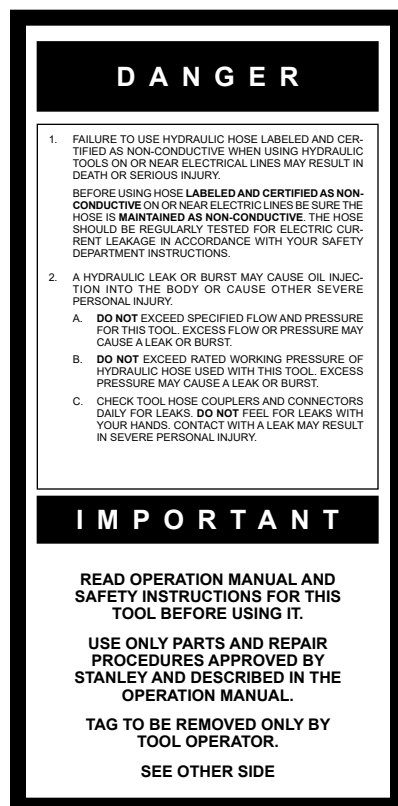 DANGER
1. FAILURE TO USE HYDRAULIC HOSE LABELED AND CER-
TIFIED AS NON-CONDUCTIVE WHEN USING HYDRAULIC
TOOLS ON OR NEAR ELECTRICAL LINES MAY RESULT IN
DEATH OR SERIOUS INJURY.
BEFORE USING HOSE LABELED AND CERTIFIED AS NON-
CONDUCTIVE ON OR NEAR ELECTRIC LINES BE SURE THE
HOSE IS MAINTAINED AS NON-CONDUCTIVE. THE HOSE
SHOULD BE REGULARLY TESTED FOR ELECTRIC CUR-
RENT LEAKAGE IN ACCORDANCE WITH YOUR SAFETY
DEPARTMENT INSTRUCTIONS.
2. A HYDRAULIC LEAK OR BURST MAY CAUSE OIL INJEC-
TION INTO THE BODY OR CAUSE OTHER SEVERE
PERSONAL INJURY.
A. DO NOT EXCEED SPECIFIED FLOW AND PRESSURE
FOR THIS TOOL. EXCESS FLOW OR PRESSURE MAY
CAUSE A LEAK OR BURST.
B. DO NOT EXCEED RATED WORKING PRESSURE OF
HYDRAULIC HOSE USED WITH THIS TOOL. EXCESS
PRESSURE MAY CAUSE A LEAK OR BURST.
C. CHECK TOOL HOSE COUPLERS AND CONNECTORS
DAILY FOR LEAKS. DO NOT FEEL FOR LEAKS WITH
YOUR HANDS. CONTACT WITH A LEAK MAY RESULT
IN SEVERE PERSONAL INJURY.
IMPORTANT
READ OPERATION MANUAL AND
SAFETY INSTRUCTIONS FOR THIS
TOOL BEFORE USING IT.
USE ONLY PARTS AND REPAIR
PROCEDURES APPROVED BY
STANLEY AND DESCRIBED IN THE
OPERATION MANUAL.
TAG TO BE REMOVED ONLY BY
TOOL OPERATOR.
SEE OTHER SIDE